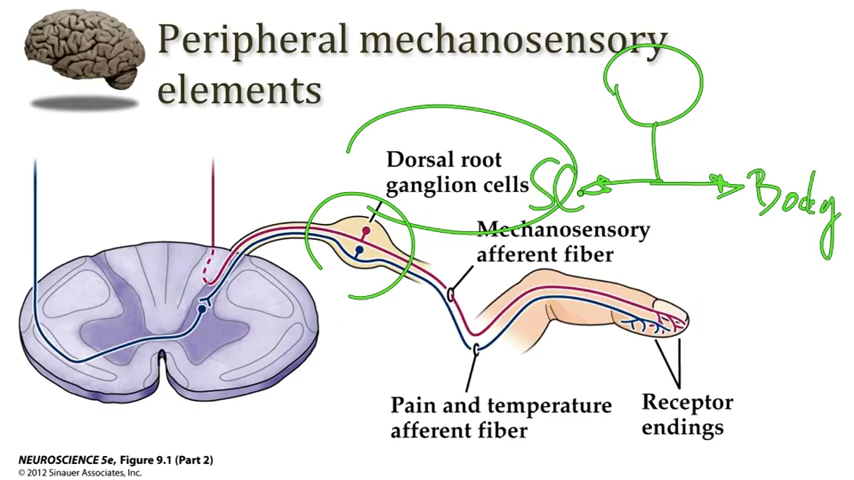 Peripheral mechanosensory
elements
Dorsal root
ganglion cells
SC
Body
Mechanosensory
afferent fiber
Pain and temperature
afferent fiber
Receptor
endings
NEUROSCIENCE 5e, Figure 9.1 (Part 2)
© 2012 Sinauer Associates, Inc.